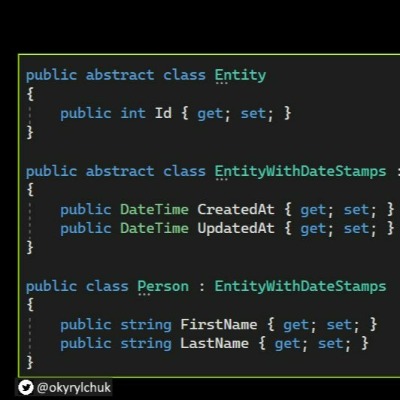 public abstract class Entity
{
    public int Id { get; set; }
}
public abstract class EntityWithDateStamps :
{
    public DateTime CreatedAt { get; set; }
    public DateTime UpdatedAt { get; set; }
}
public class Person : EntityWithDateStamps
{
    public string FirstName { get; set; }
    public string LastName { get; set; }
}
@okyrylchuk